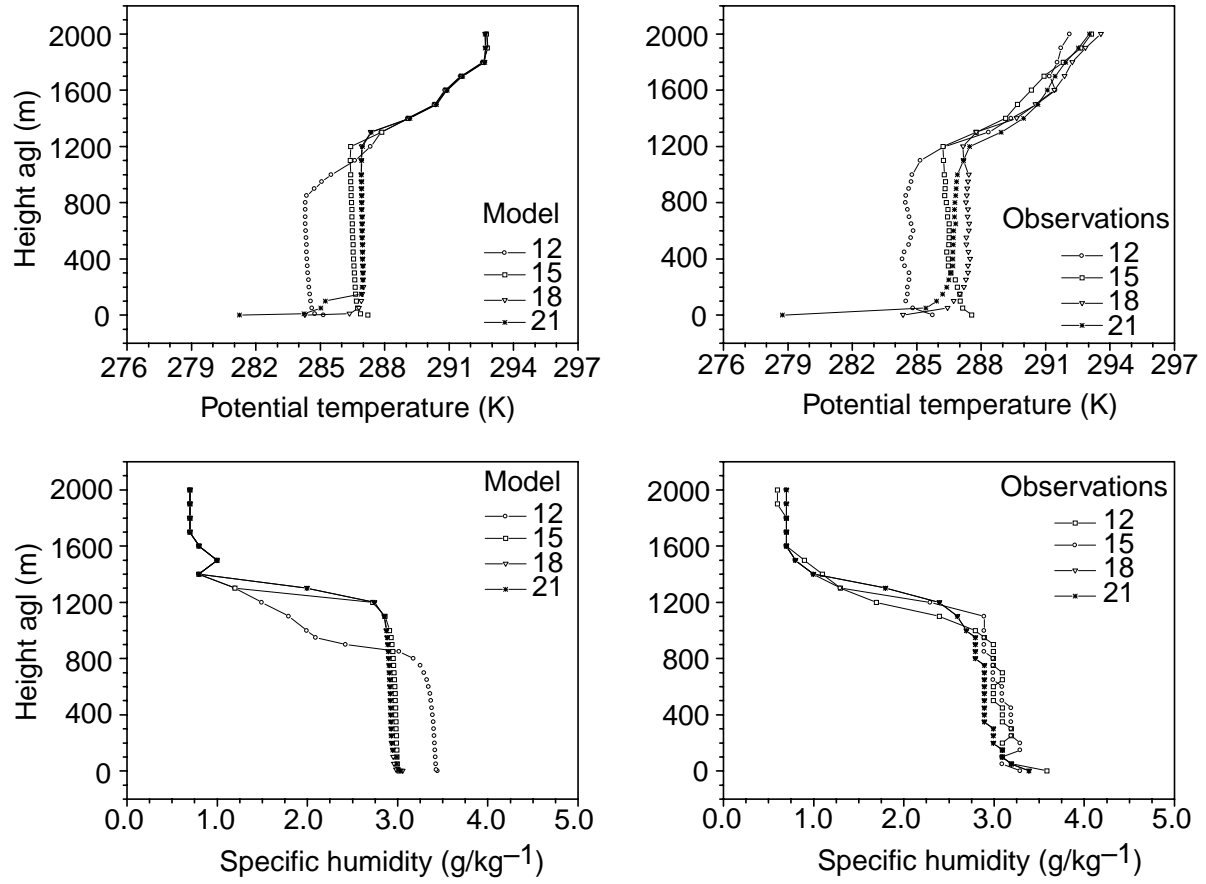 2000
1600
1200
800
400
0
Height agl (m)
Model
12
15
18
21
276 279 282 285 288 291 294 297
Potential temperature (K)
2000
1600
1200
800
400
0
Observations
12
15
18
21
276 279 282 285 288 291 294 297
Potential temperature (K)
2000
1600
1200
800
400
0
Height agl (m)
Model
12
15
18
21
0.0 1.0 2.0 3.0 4.0 5.0
Specific humidity (g/kg⁻¹)
2000
1600
1200
800
400
0
Observations
12
15
18
21
0.0 1.0 2.0 3.0 4.0 5.0
Specific humidity (g/kg⁻¹)